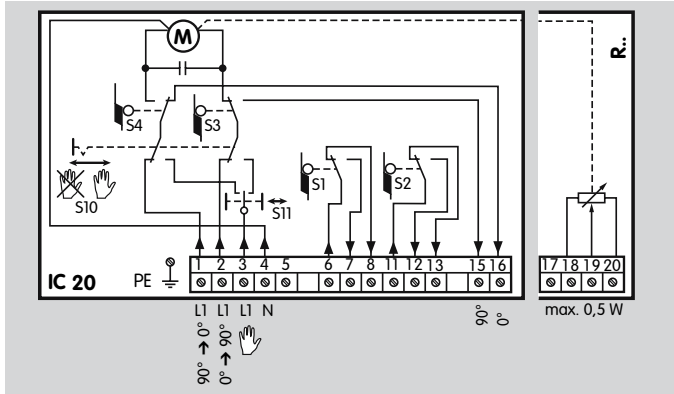 M
R..
S4
S3
S1
S2
S10
S11
1 2 3 4 5 6 7 8 11 12 13 15 16
17 18 19 20
IC 20
PE
L1 L1 L1 N
90° → 0°
0° → 90°
90°
0°
max. 0,5 W